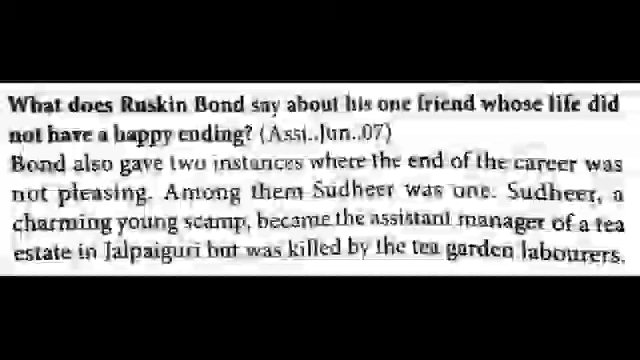 What does Ruskin Bond say about his one friend whose life did
not have a happy ending? (Assi..Jun..07)
Bond also gave two instances where the end of the career was
not pleasing. Among them Sudheer was one. Sudheer, a
charming young scamp, became the assistant manager of a tea
estate in Jalpaiguri but was killed by the tea garden labourers.